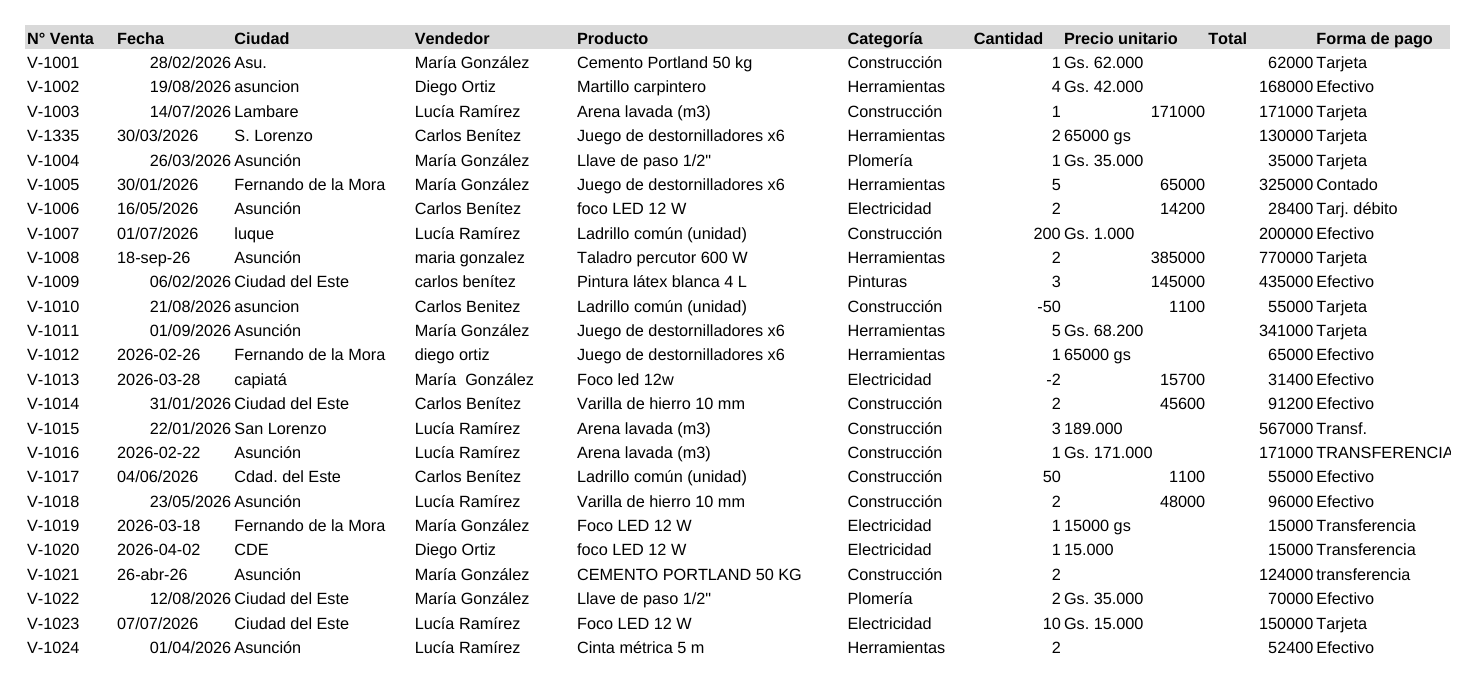 N° Venta Fecha Ciudad Vendedor Producto Categoría Cantidad Precio unitario Total Forma de pago
V-1001 28/02/2026 Asu. María González Cemento Portland 50 kg Construcción 1 Gs. 62.000 62000 Tarjeta
V-1002 19/08/2026 asuncion Diego Ortiz Martillo carpintero Herramientas 4 Gs. 42.000 168000 Efectivo
V-1003 14/07/2026 Lambare Lucía Ramírez Arena lavada (m3) Construcción 1 171000 171000 Tarjeta
V-1335 30/03/2026 S. Lorenzo Carlos Benítez Juego de destornilladores x6 Herramientas 2 65000 gs 130000 Tarjeta
V-1004 26/03/2026 Asunción María González Llave de paso 1/2" Plomería 1 Gs. 35.000 35000 Tarjeta
V-1005 30/01/2026 Fernando de la Mora María González Juego de destornilladores x6 Herramientas 5 65000 325000 Contado
V-1006 16/05/2026 Asunción Carlos Benítez foco LED 12 W Electricidad 2 14200 28400 Tarj. débito
V-1007 01/07/2026 luque Lucía Ramírez Ladrillo común (unidad) Construcción 200 Gs. 1.000 200000 Efectivo
V-1008 18-sep-26 Asunción maria gonzalez Taladro percutor 600 W Herramientas 2 385000 770000 Tarjeta
V-1009 06/02/2026 Ciudad del Este carlos benítez Pintura látex blanca 4 L Pinturas 3 145000 435000 Efectivo
V-1010 21/08/2026 asuncion Carlos Benitez Ladrillo común (unidad) Construcción -50 1100 55000 Tarjeta
V-1011 01/09/2026 Asunción María González Juego de destornilladores x6 Herramientas 5 Gs. 68.200 341000 Tarjeta
V-1012 2026-02-26 Fernando de la Mora diego ortiz Juego de destornilladores x6 Herramientas 1 65000 gs 65000 Efectivo
V-1013 2026-03-28 capiatá María  González Foco led 12w Electricidad -2 15700 31400 Efectivo
V-1014 31/01/2026 Ciudad del Este Carlos Benítez Varilla de hierro 10 mm Construcción 2 45600 91200 Efectivo
V-1015 22/01/2026 San Lorenzo Lucía Ramírez Arena lavada (m3) Construcción 3 189.000 567000 Transf.
V-1016 2026-02-22 Asunción Lucía Ramírez Arena lavada (m3) Construcción 1 Gs. 171.000 171000 TRANSFERENCIA
V-1017 04/06/2026 Cdad. del Este Carlos Benítez Ladrillo común (unidad) Construcción 50 1100 55000 Efectivo
V-1018 23/05/2026 Asunción Lucía Ramírez Varilla de hierro 10 mm Construcción 2 48000 96000 Efectivo
V-1019 2026-03-18 Fernando de la Mora María González Foco LED 12 W Electricidad 1 15000 gs 15000 Transferencia
V-1020 2026-04-02 CDE Diego Ortiz foco LED 12 W Electricidad 1 15.000 15000 Transferencia
V-1021 26-abr-26 Asunción María González CEMENTO PORTLAND 50 KG Construcción 2 124000 transferencia
V-1022 12/08/2026 Ciudad del Este María González Llave de paso 1/2" Plomería 2 Gs. 35.000 70000 Efectivo
V-1023 07/07/2026 Ciudad del Este Lucía Ramírez Foco LED 12 W Electricidad 10 Gs. 15.000 150000 Tarjeta
V-1024 01/04/2026 Asunción Lucía Ramírez Cinta métrica 5 m Herramientas 2 52400 Efectivo